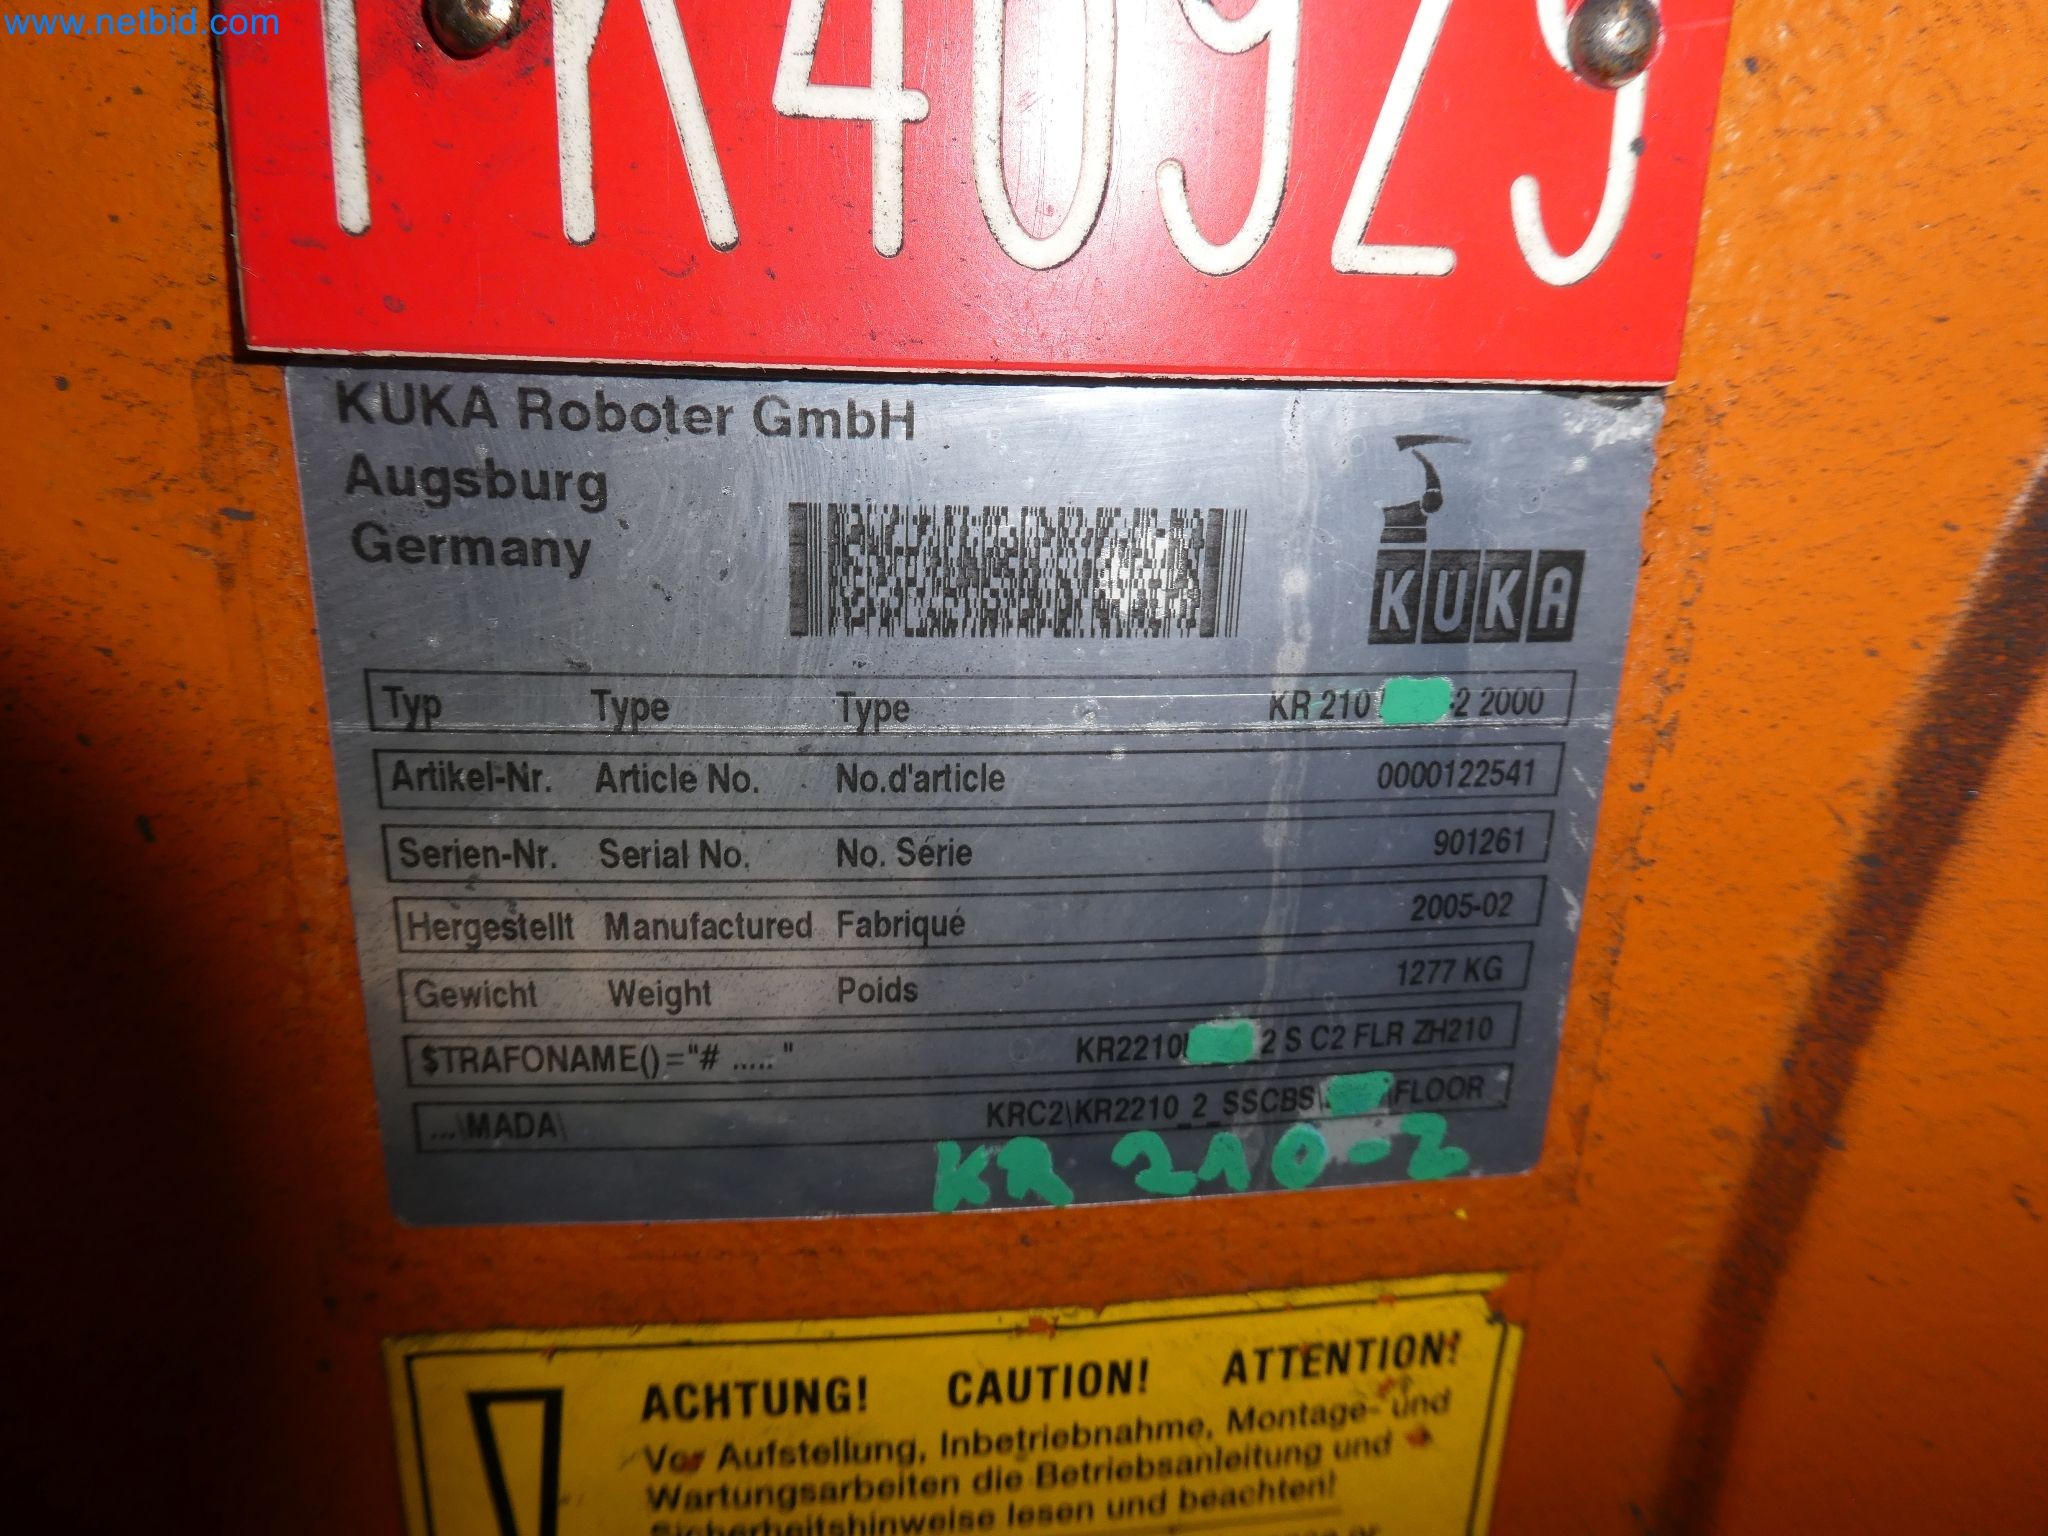 www.netbid.com
K40929
KUKA Roboter GmbH
Augsburg
Germany
KUKA
Typ Type Type KR 210 -2 2000
Artikel-Nr. Article No. No.d'article 0000122541
Serien-Nr. Serial No. No. Série 901261
Hergestellt Manufactured Fabriqué 2005-02
Gewicht Weight Poids 1277 KG
$TRAFONAME()="# ....." KR2210 _2 S C2 FLR ZH210
...\MADA\ KRC2\KR2210_2_SSCBS\ \FLOOR
KR 210-2
ACHTUNG! CAUTION! ATTENTION!
Vor Aufstellung, Inbetriebnahme, Montage- und
Wartungsarbeiten die Betriebsanleitung und
Sicherheitshinweise lesen und beachten!